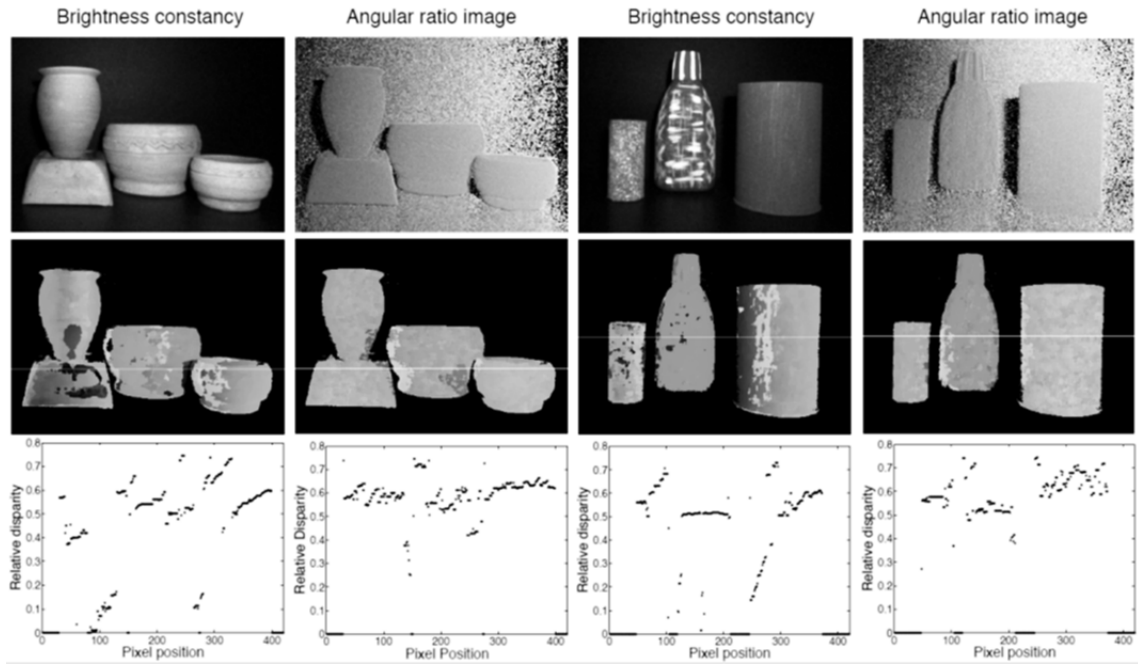 Brightness constancy
Angular ratio image
Brightness constancy
Angular ratio image
Relative disparity
0.8
0.7
0.6
0.5
0.4
0.3
0.2
0.1
0
0 100 200 300 400
Pixel position
Relative Disparity
0.8
0.7
0.6
0.5
0.4
0.3
0.2
0.1
0
0 100 200 300 400
Pixel Position
Relative disparity
0.8
0.7
0.6
0.5
0.4
0.3
0.2
0.1
0
0 100 200 300 400
Pixel position
Relative disparity
0.8
0.7
0.6
0.5
0.4
0.3
0.2
0.1
0
0 100 200 300 400
Pixel position